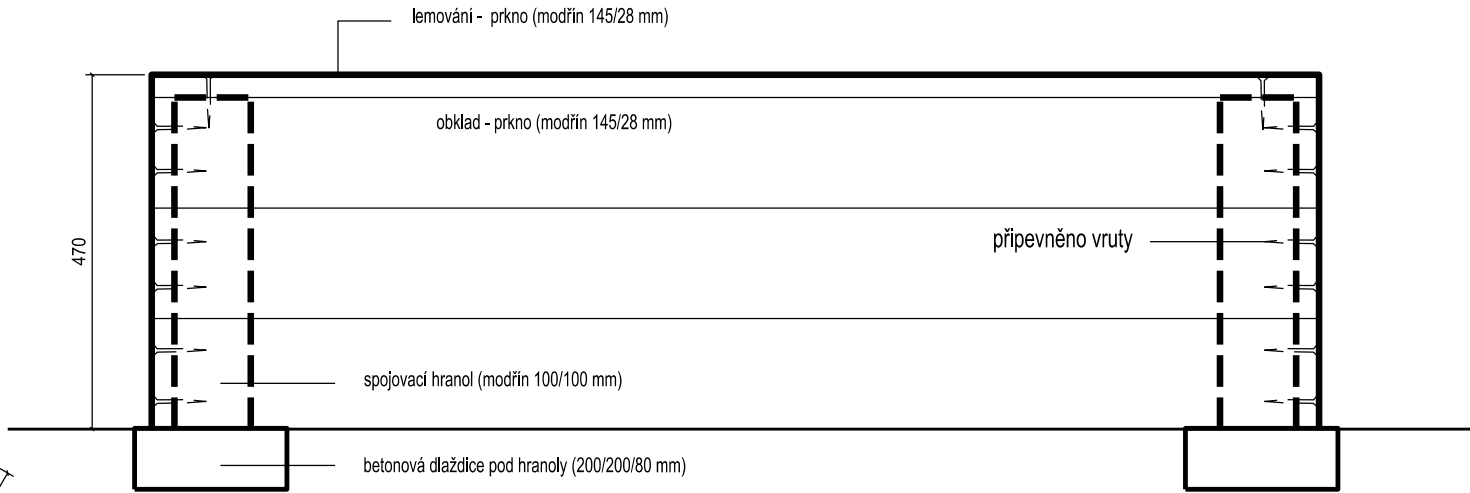 lemování - prkno (modřín 145/28 mm)
obklad - prkno (modřín 145/28 mm)
470
připevněno vruty
spojovací hranol (modřín 100/100 mm)
betonová dlaždice pod hranoly (200/200/80 mm)